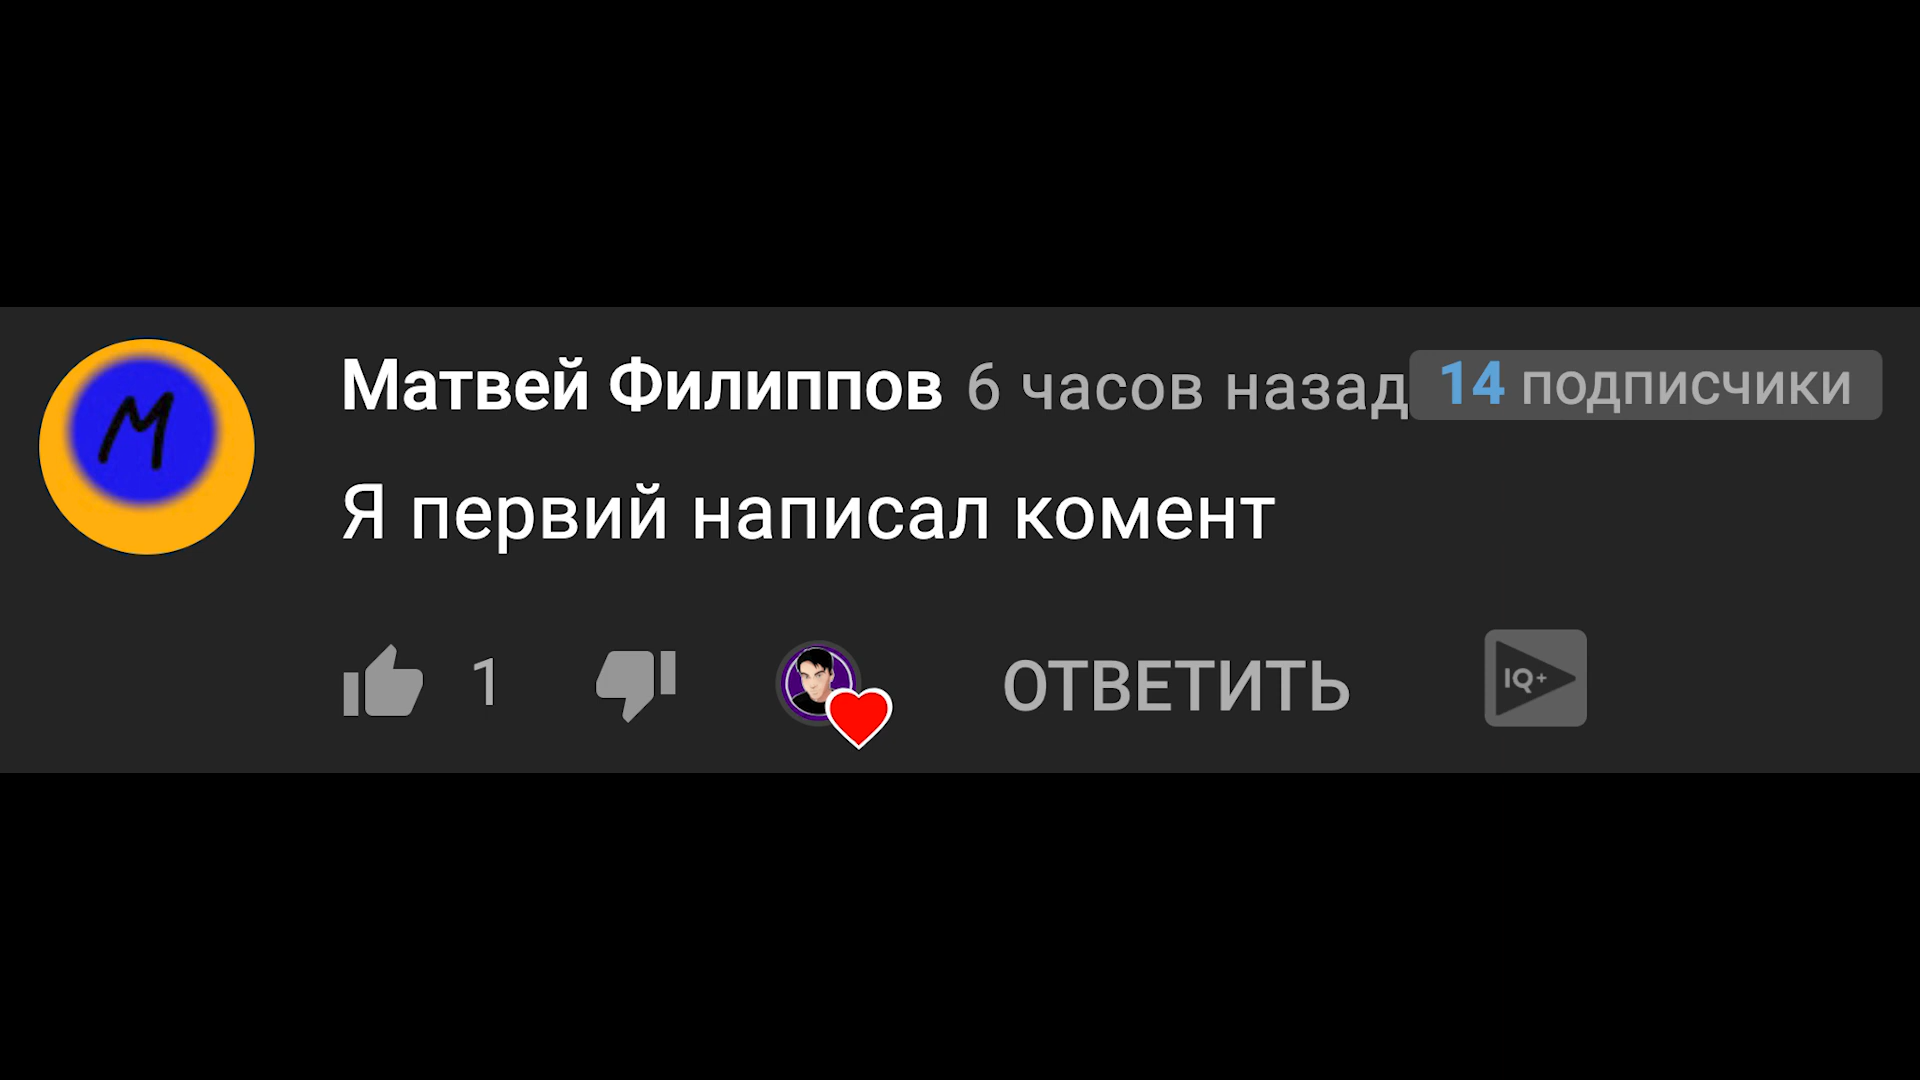 М
Матвей Филиппов 6 часов назад 14 подписчики
Я первий написал комент
1 ОТВЕТИТЬ IQ+